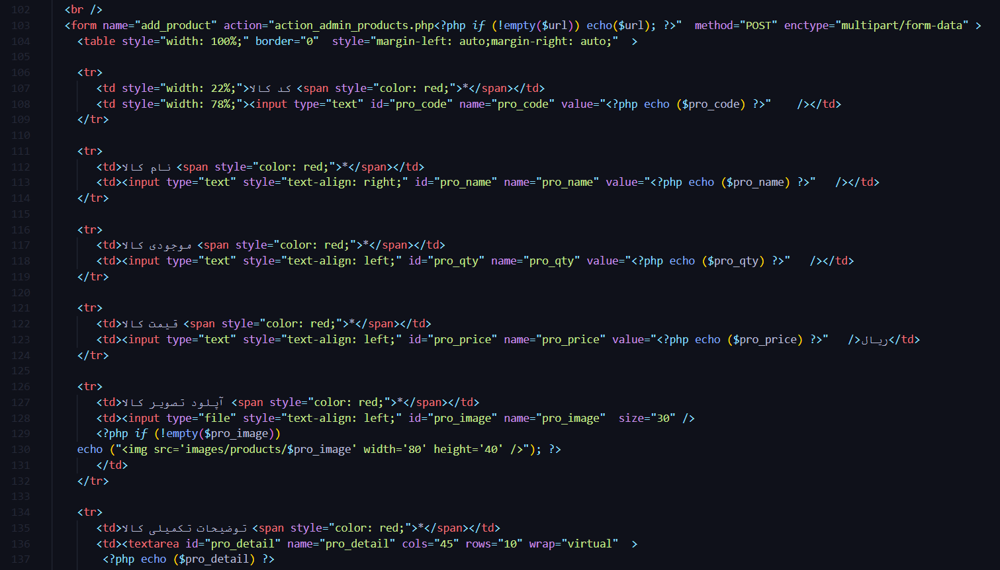 102 <br />
103 <form name="add_product" action="action_admin_products.php<?php if (!empty($url)) echo($url); ?>"  method="POST" enctype="multipart/form-data" >
104 <table style="width: 100%;" border="0"  style="margin-left: auto;margin-right: auto;"  >
105
106 <tr>
107 <td style="width: 22%;">کد کالا <span style="color: red;">*</span></td>
108 <td style="width: 78%;"><input type="text" id="pro_code" name="pro_code" value="<?php echo ($pro_code) ?>"    /></td>
109 </tr>
110
111 <tr>
112 <td>نام کالا <span style="color: red;">*</span></td>
113 <td><input type="text" style="text-align: right;" id="pro_name" name="pro_name" value="<?php echo ($pro_name) ?>"   /></td>
114 </tr>
115
116 <tr>
117 <td>موجودی کالا <span style="color: red;">*</span></td>
118 <td><input type="text" style="text-align: left;" id="pro_qty" name="pro_qty" value="<?php echo ($pro_qty) ?>"   /></td>
119 </tr>
120
121 <tr>
122 <td>قیمت کالا <span style="color: red;">*</span></td>
123 <td><input type="text" style="text-align: left;" id="pro_price" name="pro_price" value="<?php echo ($pro_price) ?>"   />ریال</td>
124 </tr>
125
126 <tr>
127 <td>آپلود تصویر کالا <span style="color: red;">*</span></td>
128 <td><input type="file" style="text-align: left;" id="pro_image" name="pro_image"  size="30" />
129 <?php if (!empty($pro_image))
130 echo ("<img src='images/products/$pro_image' width='80' height='40' />"); ?>
131 </td>
132 </tr>
133
134 <tr>
135 <td>توضیحات تکمیلی کالا <span style="color: red;">*</span></td>
136 <td><textarea id="pro_detail" name="pro_detail" cols="45" rows="10" wrap="virtual"  >
137 <?php echo ($pro_detail) ?>